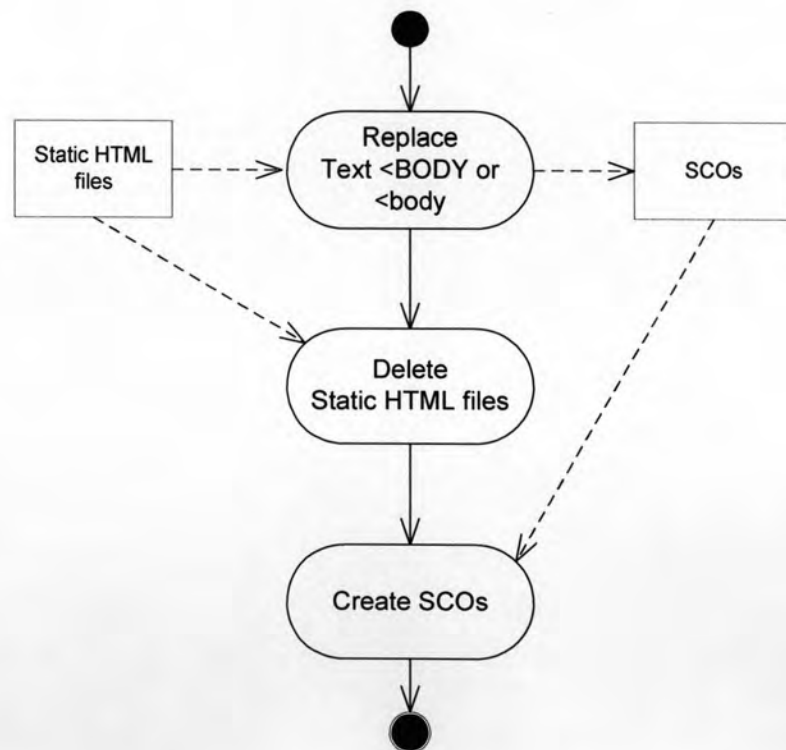 Replace
Text <BODY or
<body
Static HTML
files
SCOs
Delete
Static HTML files
Create SCOs